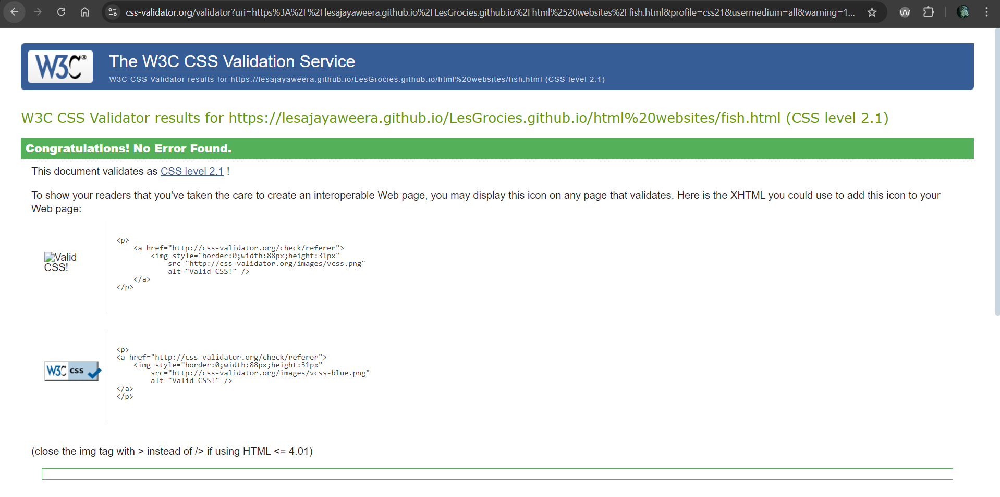 css-validator.org/validator?uri=https%3A%2F%2Flesajayaweera.github.io%2FLesGrocies.github.io%2Fhtml%2520websites%2Ffish.html&profile=css21&usermedium=all&warning=1...
W3C®
The W3C CSS Validation Service
W3C CSS Validator results for https://lesajayaweera.github.io/LesGrocies.github.io/html%20websites/fish.html (CSS level 2.1)
W3C CSS Validator results for https://lesajayaweera.github.io/LesGrocies.github.io/html%20websites/fish.html (CSS level 2.1)
Congratulations! No Error Found.
This document validates as CSS level 2.1 !
To show your readers that you've taken the care to create an interoperable Web page, you may display this icon on any page that validates. Here is the XHTML you could use to add this icon to your
Web page:
Valid
CSS!
<p>
<a href="http://css-validator.org/check/referer">
<img style="border:0;width:88px;height:31px"
src="http://css-validator.org/images/vcss.png"
alt="Valid CSS!" />
</a>
</p>
W3C css
<p>
<a href="http://css-validator.org/check/referer">
<img style="border:0;width:88px;height:31px"
src="http://css-validator.org/images/vcss-blue.png"
alt="Valid CSS!" />
</a>
</p>
(close the img tag with > instead of /> if using HTML <= 4.01)